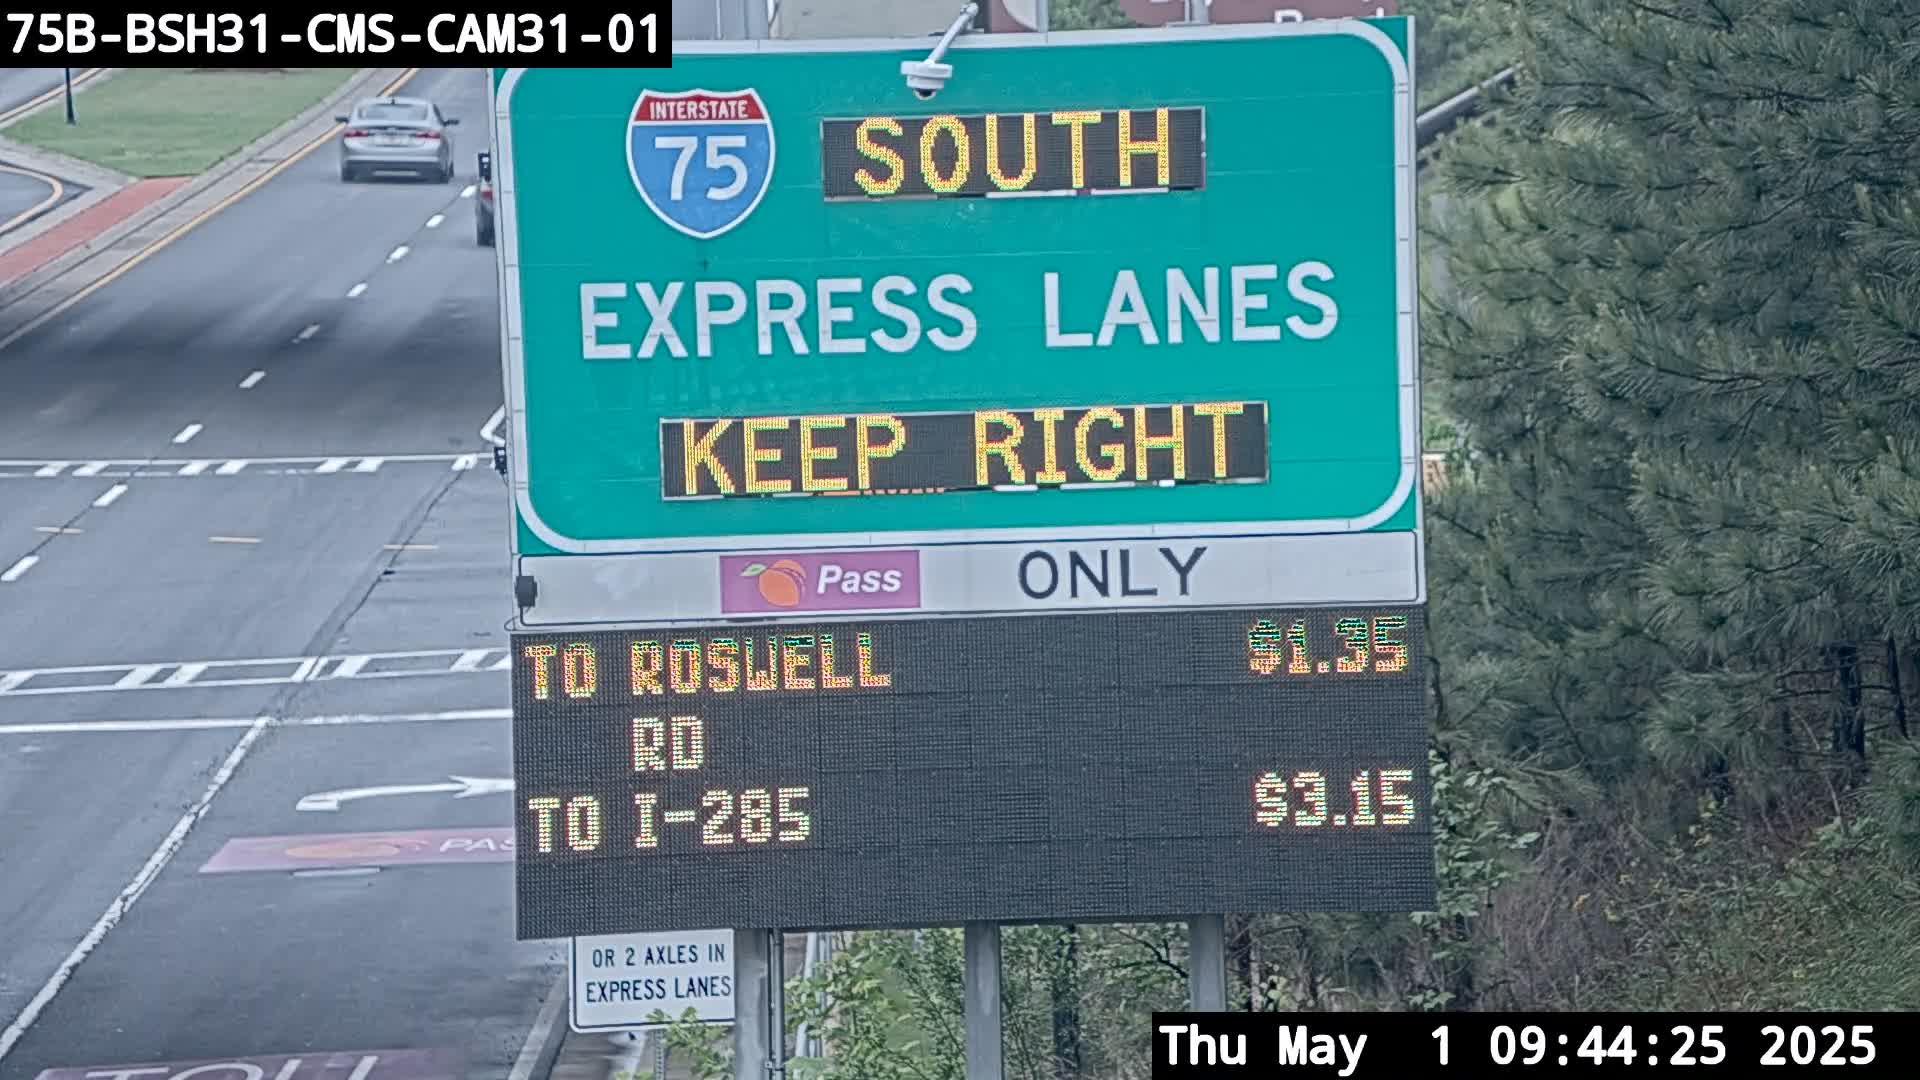 75B-BSH31-CMS-CAM31-01
INTERSTATE
75
SOUTH
EXPRESS LANES
KEEP RIGHT
Pass ONLY
TO ROSWELL $1.35
RD
TO I-285 $3.15
OR 2 AXLES IN
EXPRESS LANES
Thu May 1 09:44:25 2025